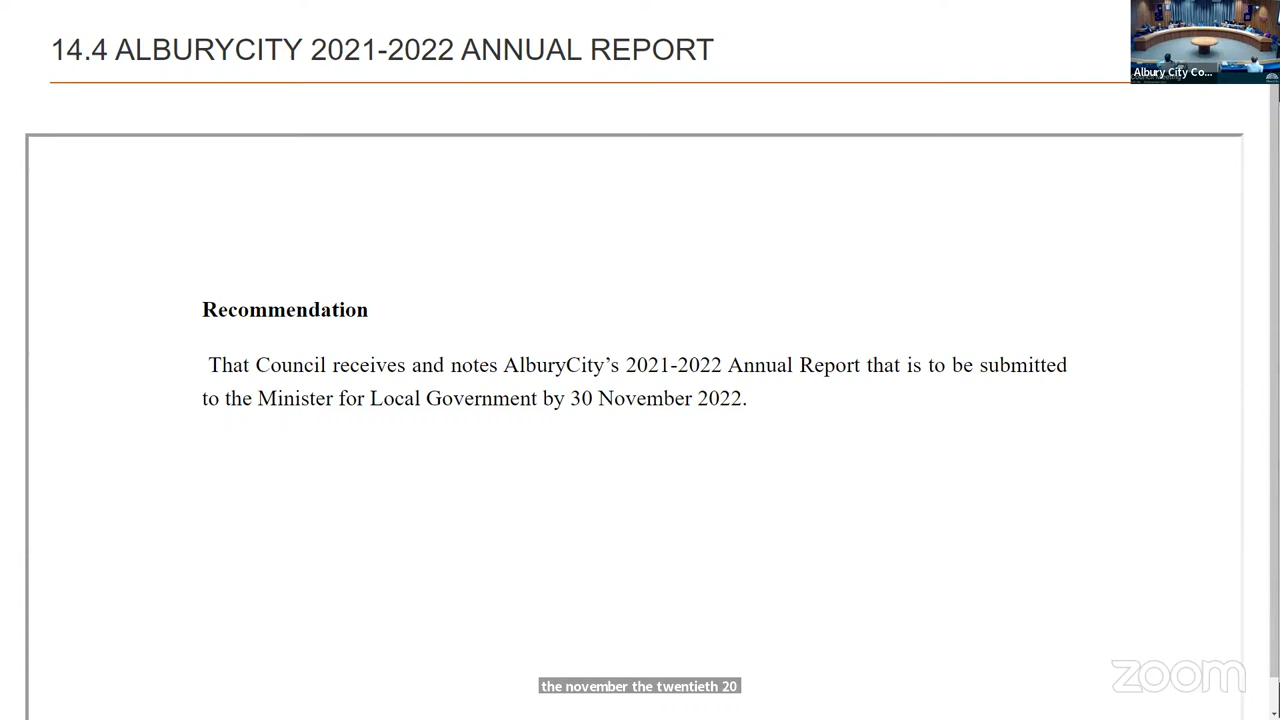 14.4 ALBURYCITY 2021-2022 ANNUAL REPORT
Albury City Co...
Recommendation
That Council receives and notes AlburyCity’s 2021-2022 Annual Report that is to be submitted
to the Minister for Local Government by 30 November 2022.
the november the twentieth 20
zoom